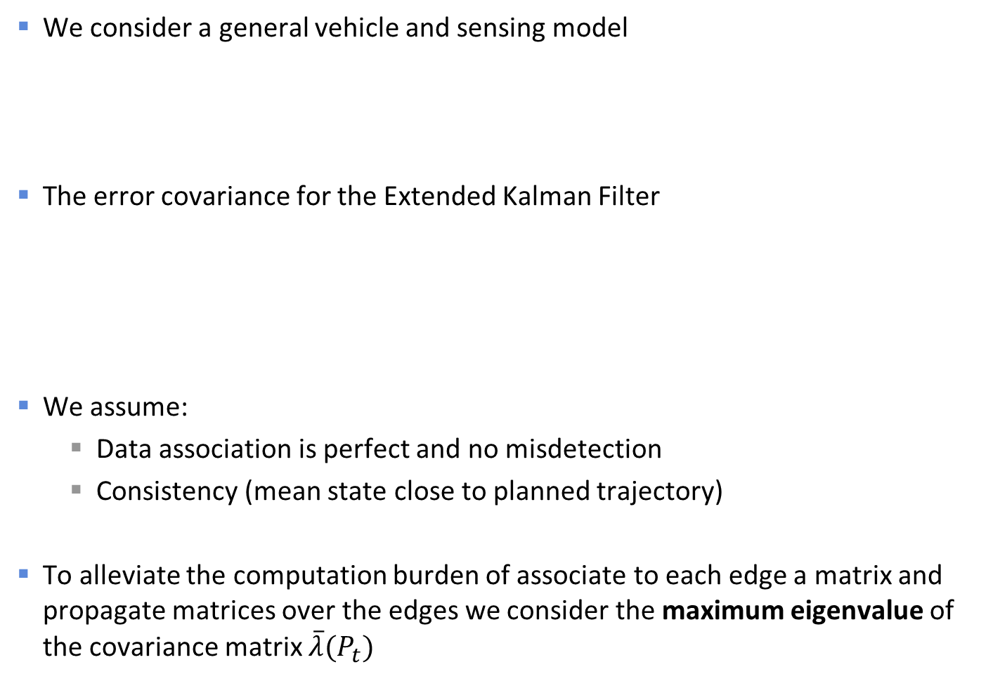 ▪ We consider a general vehicle and sensing model
▪ The error covariance for the Extended Kalman Filter
▪ We assume:
▪ Data association is perfect and no misdetection
▪ Consistency (mean state close to planned trajectory)
▪ To alleviate the computation burden of associate to each edge a matrix and
propagate matrices over the edges we consider the maximum eigenvalue of
the covariance matrix λ̄(Pₜ)